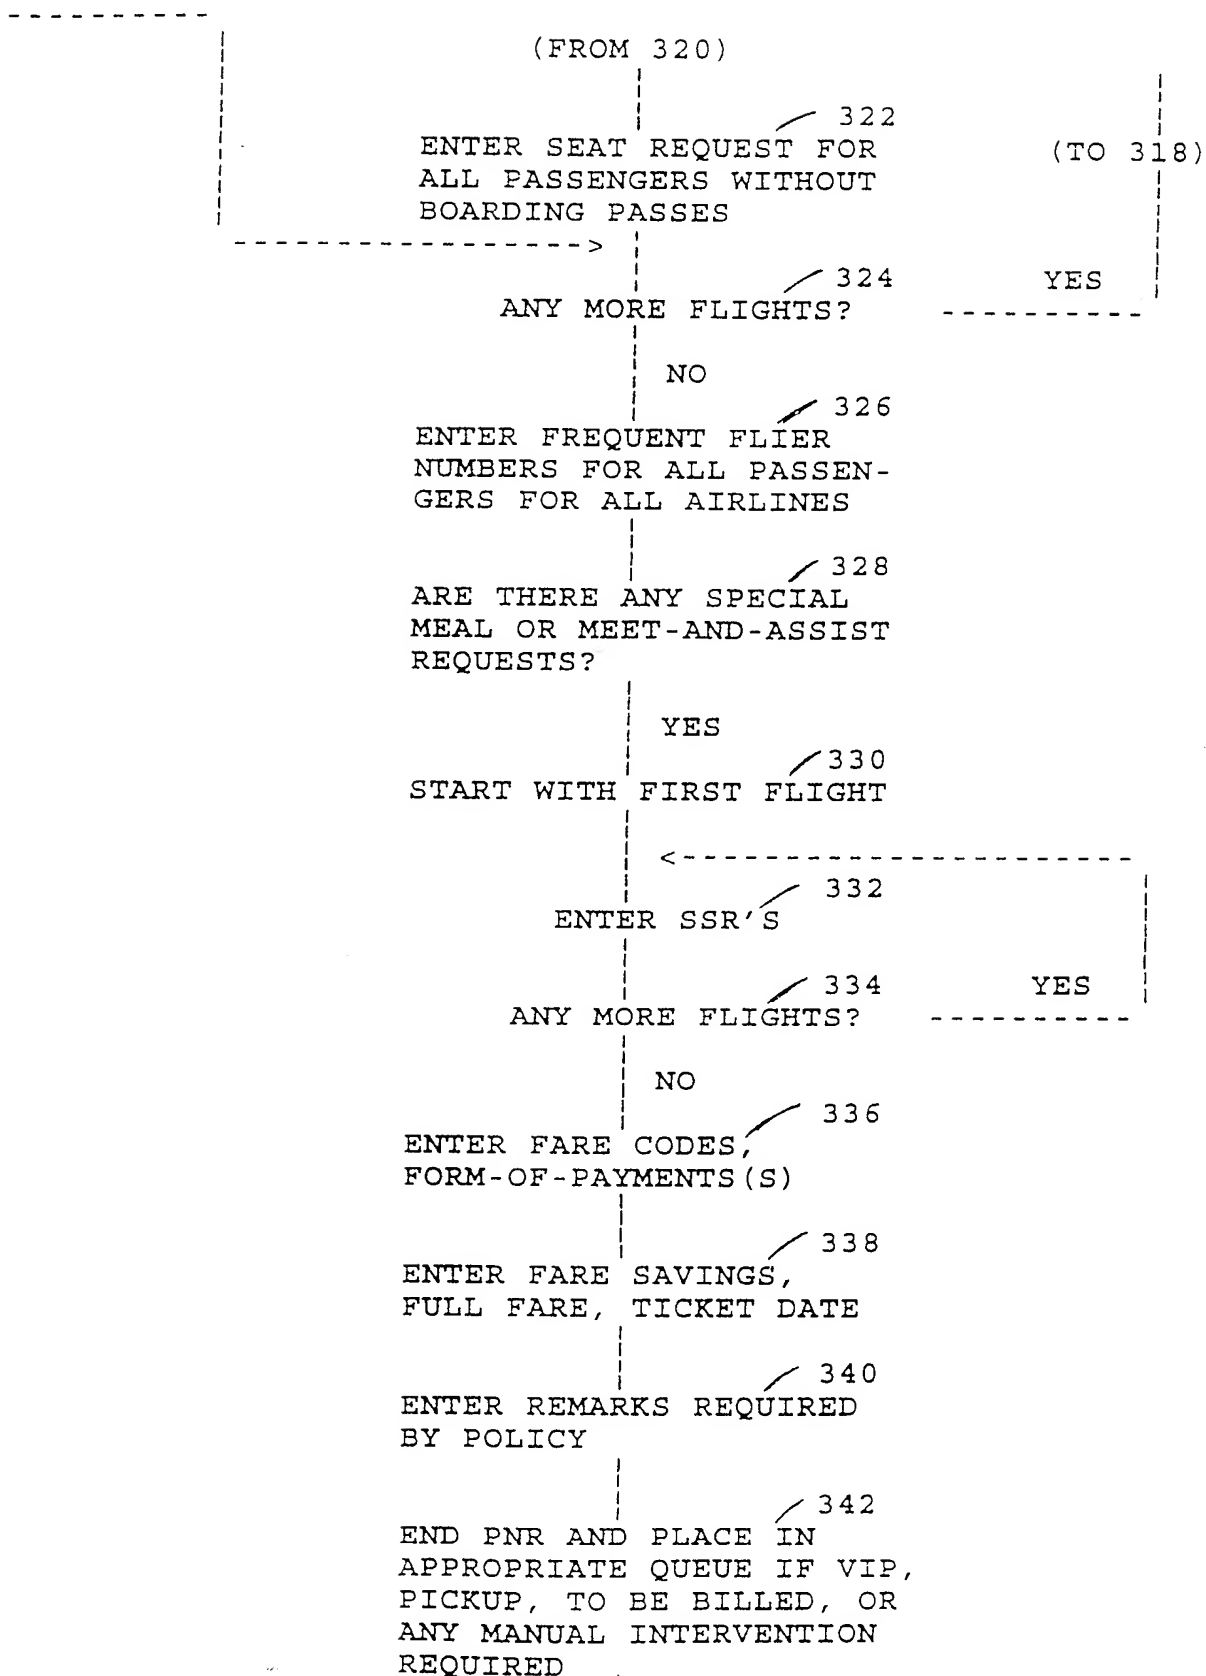 (FROM 320)
322
ENTER SEAT REQUEST FOR
(TO 318)
ALL PASSENGERS WITHOUT
BOARDING PASSES
324
YES
ANY MORE FLIGHTS?
NO
326
ENTER FREQUENT FLIER
NUMBERS FOR ALL PASSEN-
GERS FOR ALL AIRLINES
328
ARE THERE ANY SPECIAL
MEAL OR MEET-AND-ASSIST
REQUESTS?
YES
330
START WITH FIRST FLIGHT
332
ENTER SSR'S
334
YES
ANY MORE FLIGHTS?
NO
336
ENTER FARE CODES,
FORM-OF-PAYMENTS(S)
338
ENTER FARE SAVINGS,
FULL FARE, TICKET DATE
340
ENTER REMARKS REQUIRED
BY POLICY
342
END PNR AND PLACE IN
APPROPRIATE QUEUE IF VIP,
PICKUP, TO BE BILLED, OR
ANY MANUAL INTERVENTION
REQUIRED